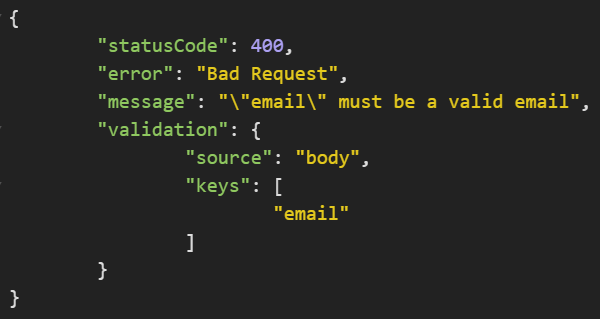 {
"statusCode": 400,
"error": "Bad Request",
"message": "\"email\" must be a valid email",
"validation": {
"source": "body",
"keys": [
"email"
]
}
}